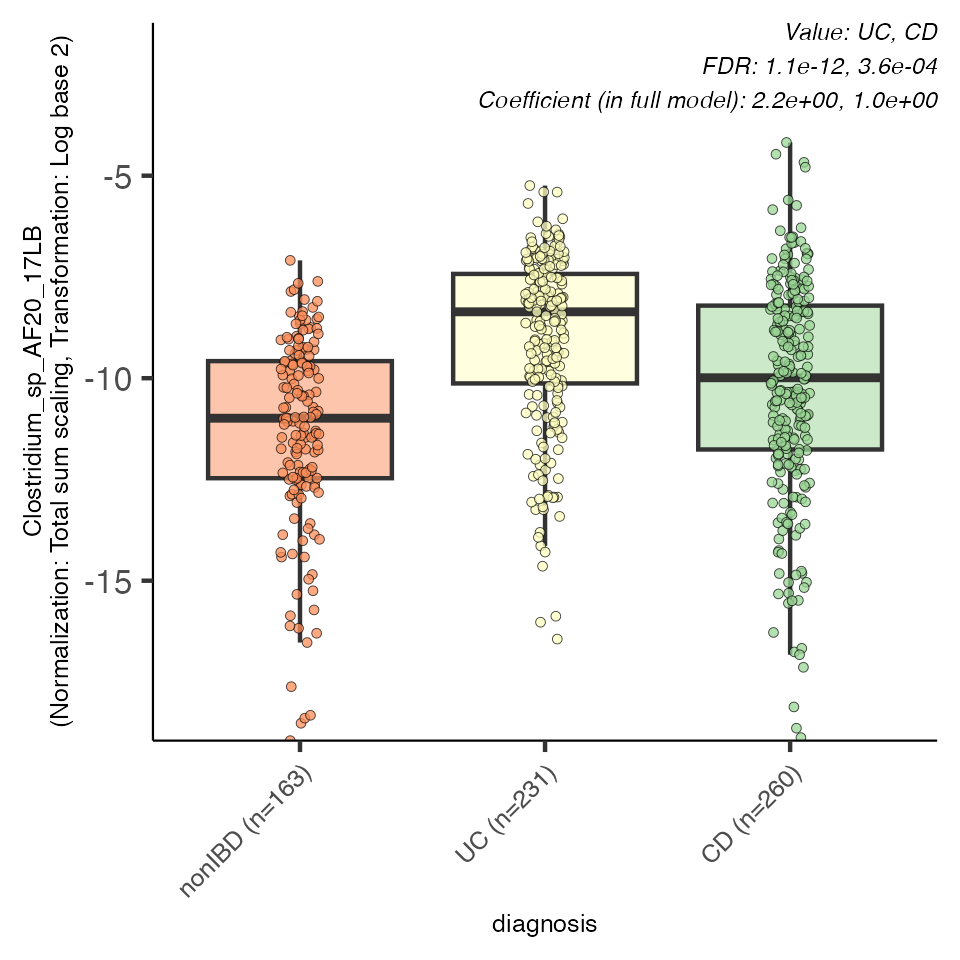 Value: UC, CD
FDR: 1.1e-12, 3.6e-04
Coefficient (in full model): 2.2e+00, 1.0e+00
Clostridium_sp_AF20_17LB
(Normalization: Total sum scaling, Transformation: Log base 2)
-5
-10
-15
nonIBD (n=163)
UC (n=231)
CD (n=260)
diagnosis